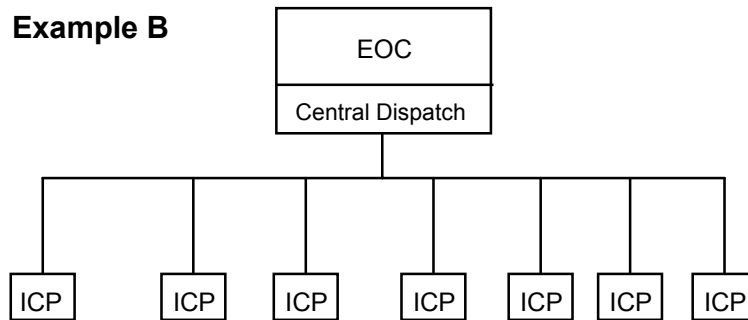 Example B
EOC
Central Dispatch
ICP ICP ICP ICP ICP ICP ICP